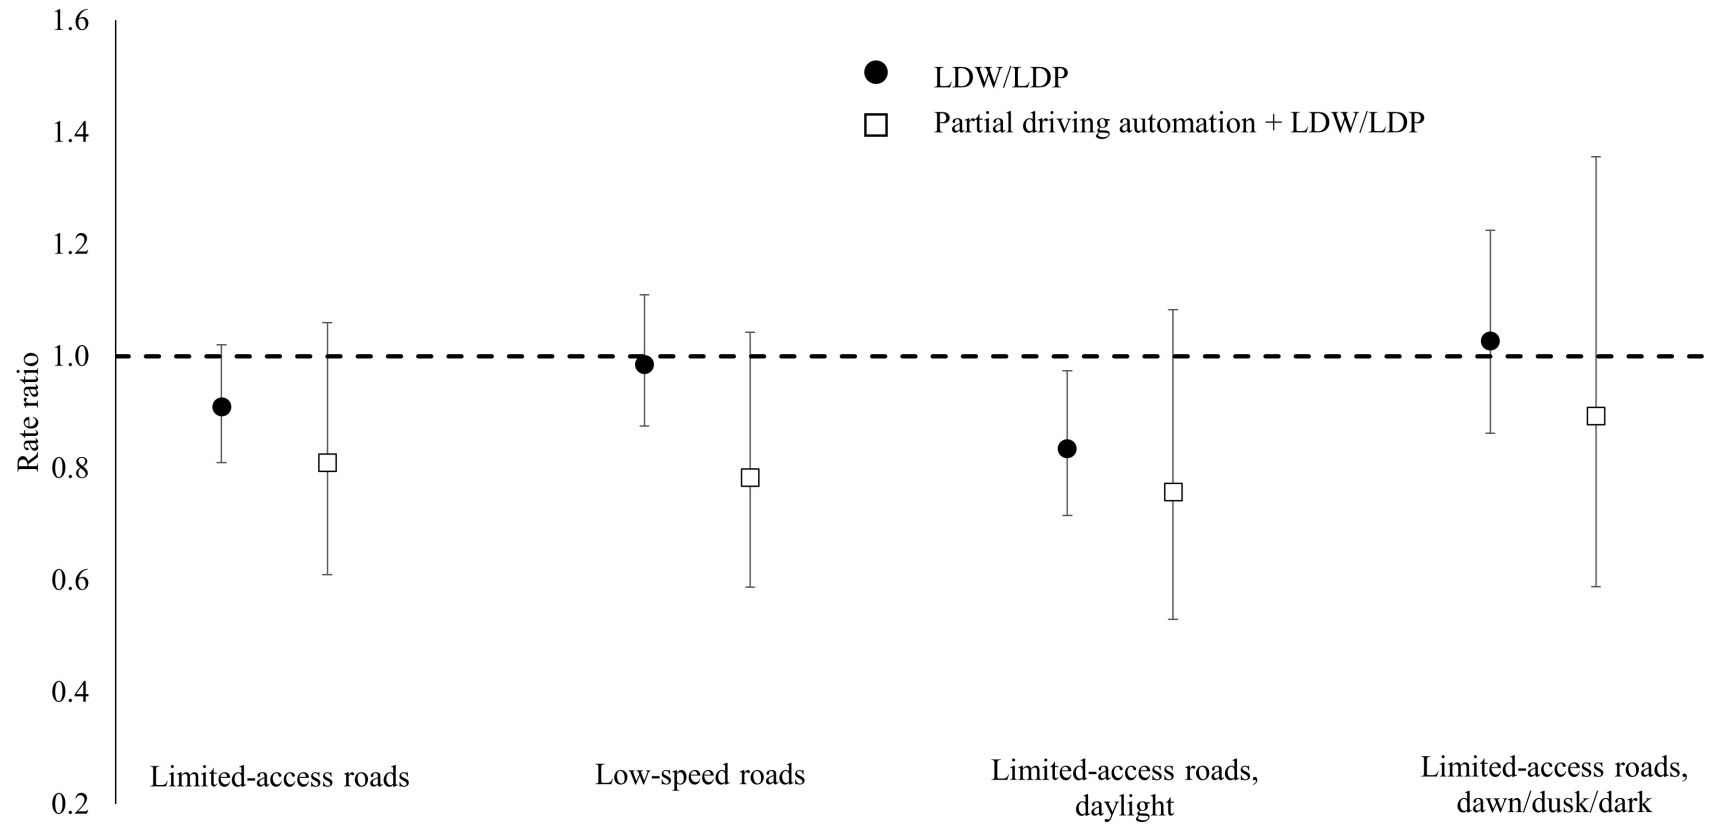 1.6
1.4
1.2
1.0
0.8
0.6
0.4
0.2
Rate ratio
LDW/LDP
Partial driving automation + LDW/LDP
Limited-access roads
Low-speed roads
Limited-access roads,
daylight
Limited-access roads,
dawn/dusk/dark